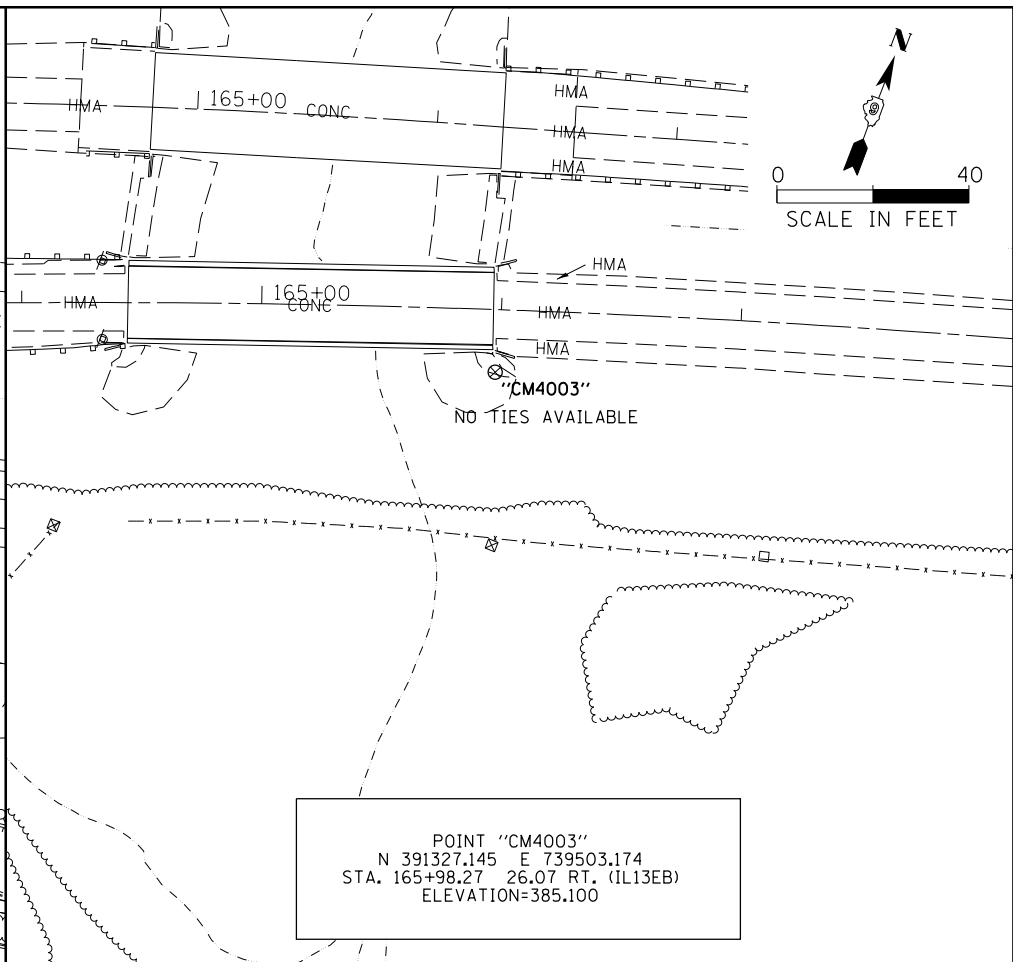 N
165+00 CONC
HMA
HMA
HMA
HMA
0 40
SCALE IN FEET
HMA
165+00
CONC
HMA
HMA
HMA
"CM4003"
NO TIES AVAILABLE
POINT "CM4003"
N 391327.145 E 739503.174
STA. 165+98.27 26.07 RT. (IL13EB)
ELEVATION=385.100